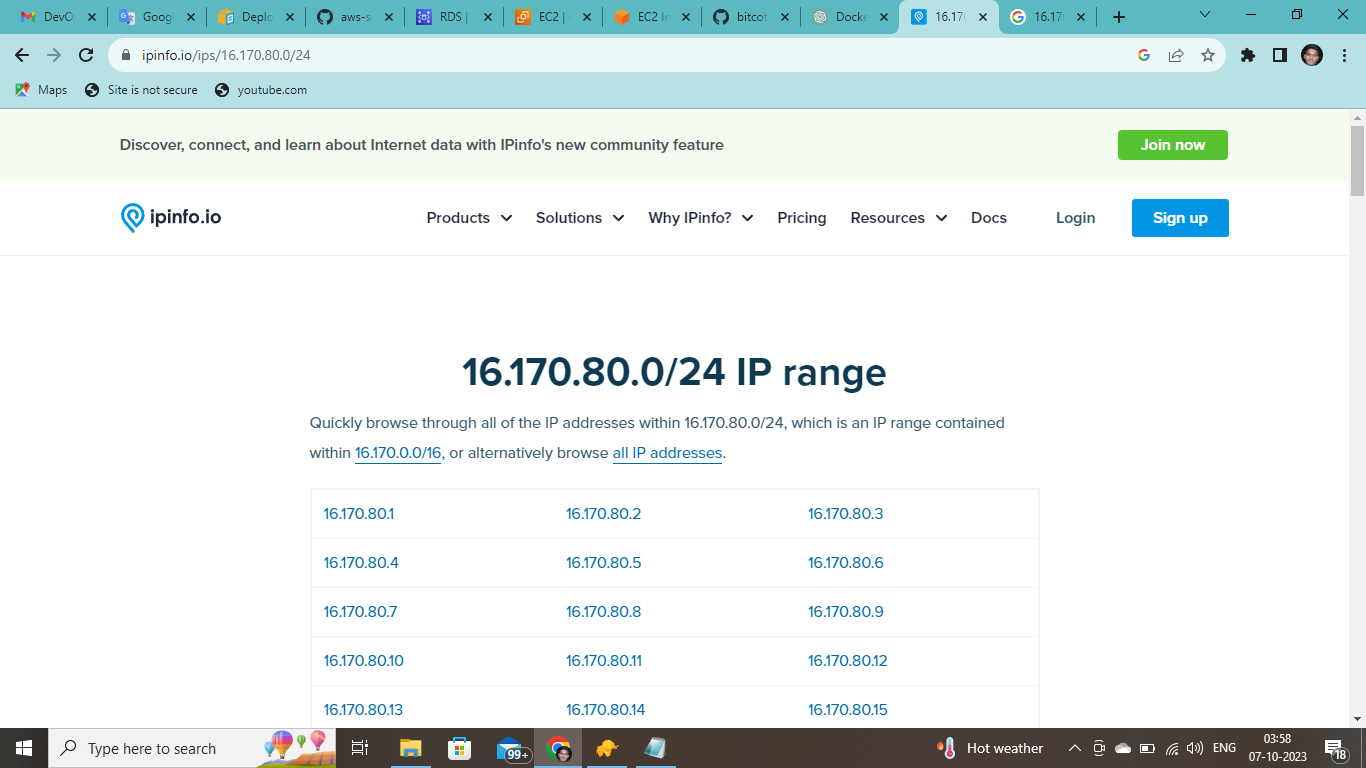 DevO
Goog
Deplo
aws-s
RDS |
EC2 |
EC2 In
bitcot
Docke
16.17
16.17
ipinfo.io/ips/16.170.80.0/24
Maps
Site is not secure
youtube.com
Discover, connect, and learn about Internet data with IPinfo's new community feature
Join now
ipinfo.io
Products
Solutions
Why IPinfo?
Pricing
Resources
Docs
Login
Sign up
16.170.80.0/24 IP range
Quickly browse through all of the IP addresses within 16.170.80.0/24, which is an IP range contained
within 16.170.0.0/16, or alternatively browse all IP addresses.
16.170.80.1 16.170.80.2 16.170.80.3
16.170.80.4 16.170.80.5 16.170.80.6
16.170.80.7 16.170.80.8 16.170.80.9
16.170.80.10 16.170.80.11 16.170.80.12
16.170.80.13 16.170.80.14 16.170.80.15
Type here to search
99+
Hot weather
ENG
03:58
07-10-2023
18